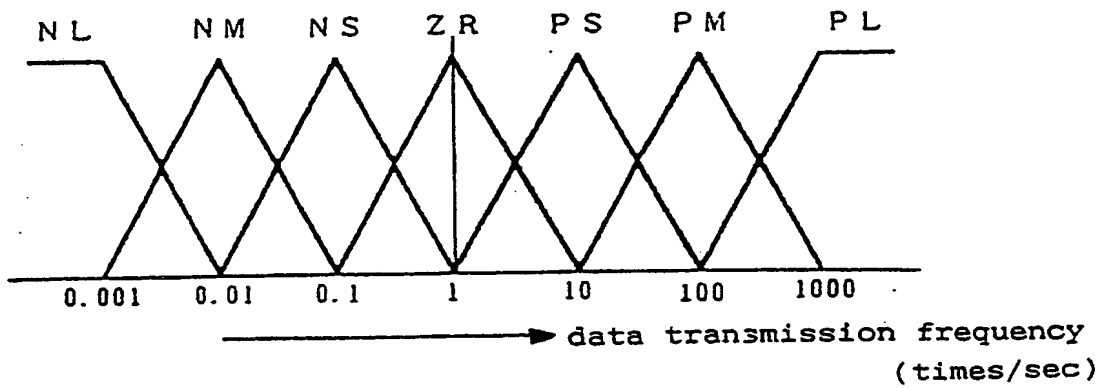 NL NM NS ZR PS PM PL
0.001 0.01 0.1 1 10 100 1000
data transmission frequency
(times/sec)